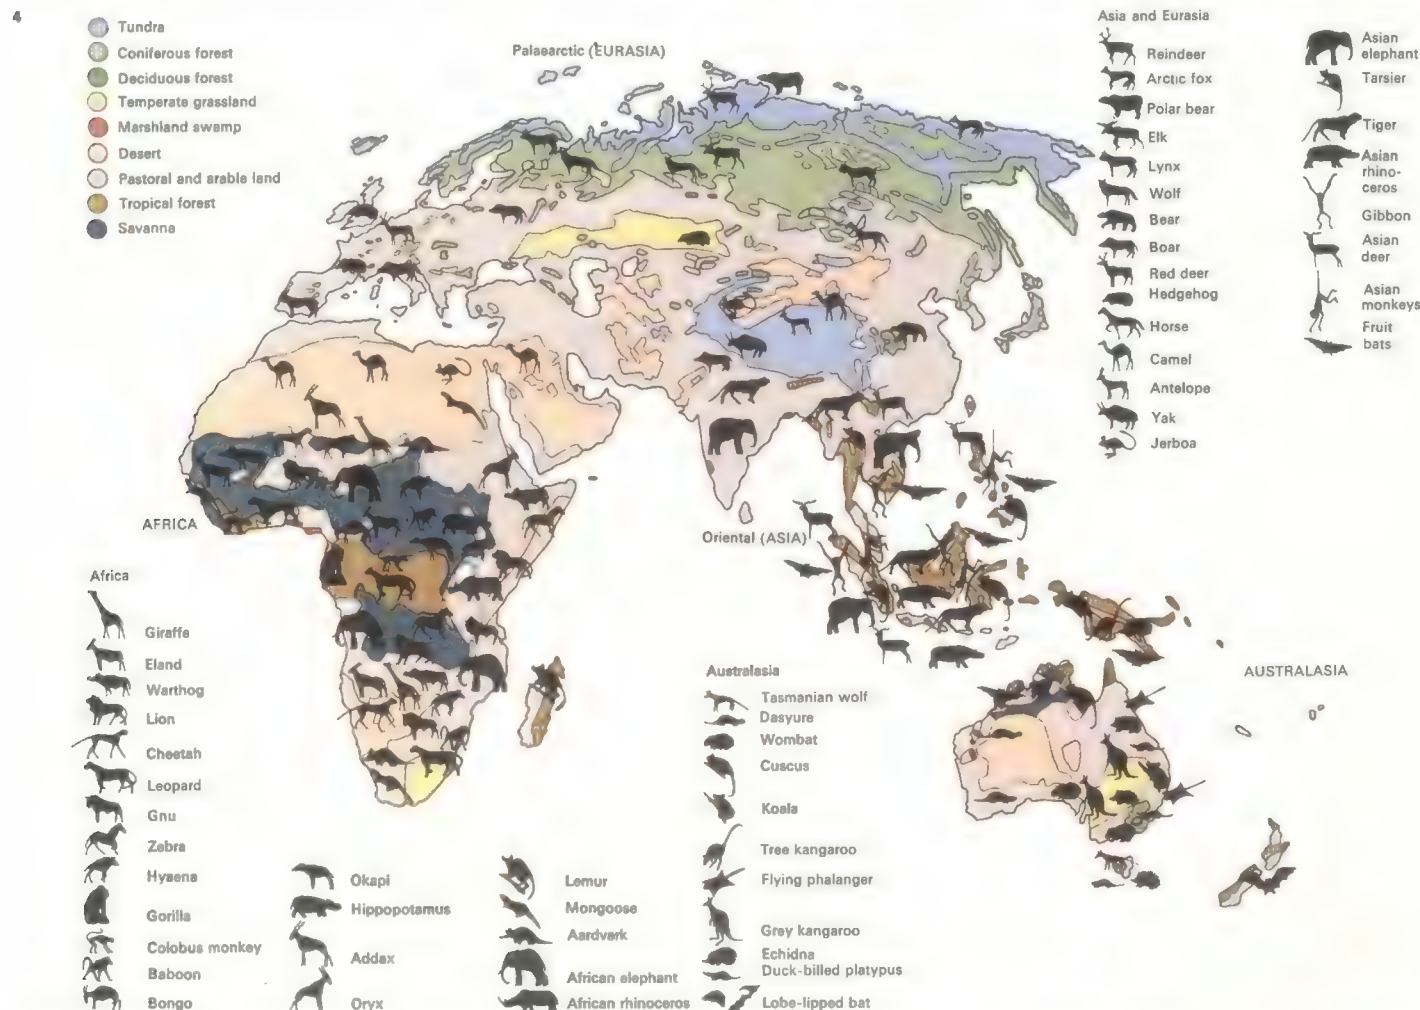 4
Tundra
Coniferous forest
Deciduous forest
Temperate grassland
Marshland swamp
Desert
Pastoral and arable land
Tropical forest
Savanna
Palaearctic (EURASIA)
Asia and Eurasia
Reindeer
Arctic fox
Polar bear
Elk
Lynx
Wolf
Bear
Boar
Red deer
Hedgehog
Horse
Camel
Antelope
Yak
Jerboa
Asian
elephant
Tarsier
Tiger
Asian
rhino-
ceros
Gibbon
Asian
deer
Asian
monkeys
Fruit
bats
AFRICA
Oriental (ASIA)
AUSTRALASIA
Africa
Giraffe
Eland
Warthog
Lion
Cheetah
Leopard
Gnu
Zebra
Hyaena
Gorilla
Colobus monkey
Baboon
Bongo
Okapi
Hippopotamus
Addax
Oryx
Lemur
Mongoose
Aardvark
African elephant
African rhinoceros
Australasia
Tasmanian wolf
Dasyure
Wombat
Cuscus
Koala
Tree kangaroo
Flying phalanger
Grey kangaroo
Echidna
Duck-billed platypus
Lobe-lipped bat